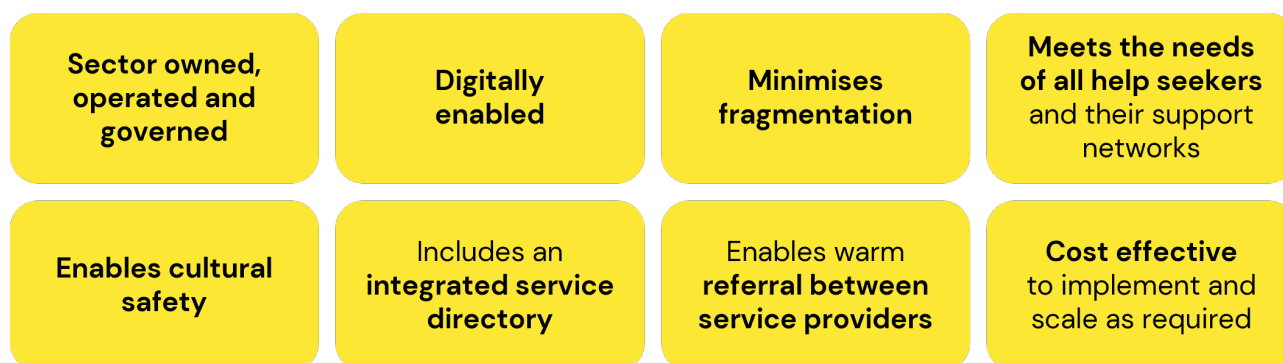 Sector owned,
operated and
governed
Digitally
enabled
Minimises
fragmentation
Meets the needs
of all help seekers
and their support
networks
Enables cultural
safety
Includes an
integrated service
directory
Enables warm
referral between
service providers
Cost effective
to implement and
scale as required